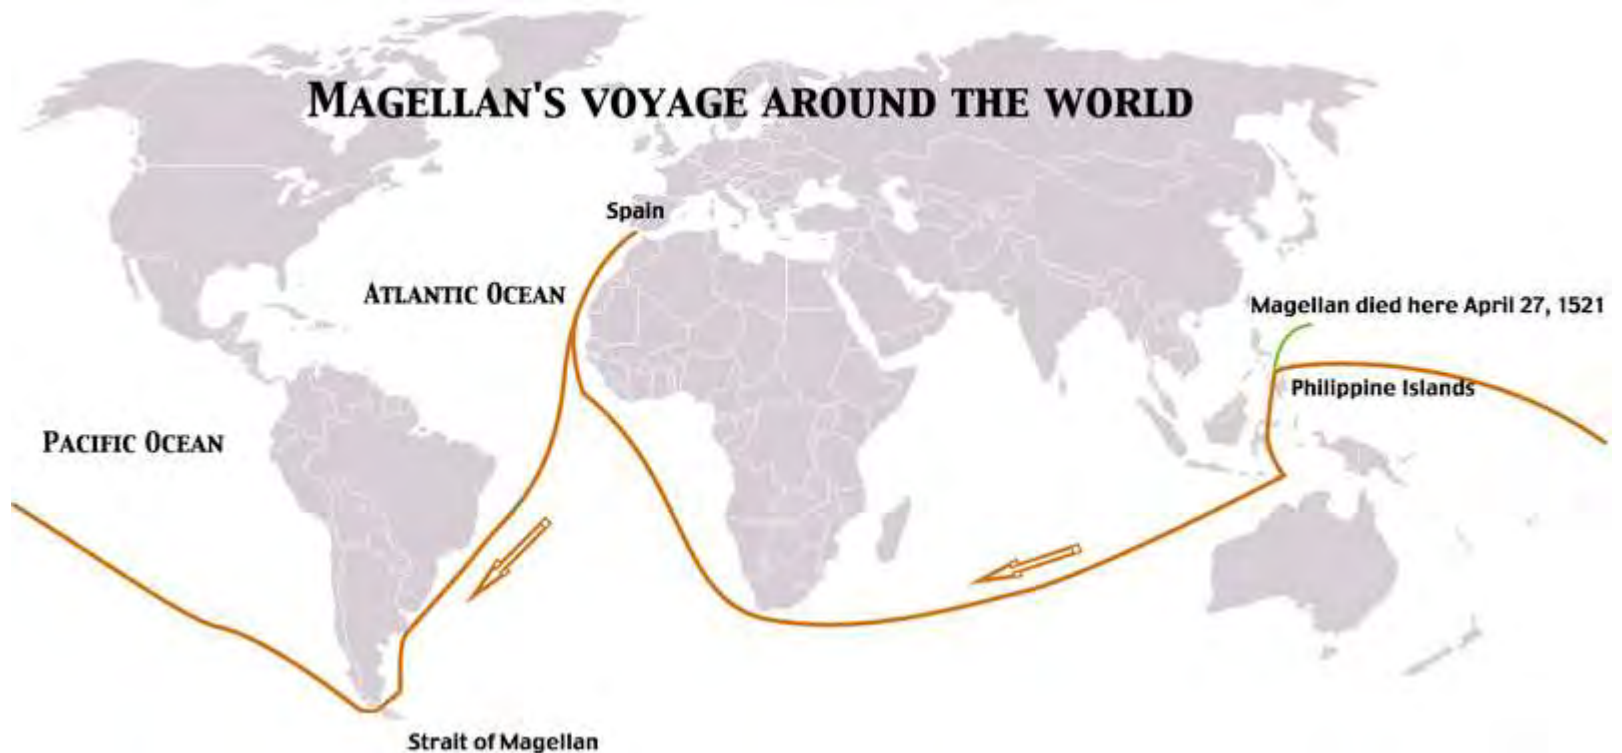 MAGELLAN'S VOYAGE AROUND THE WORLD
Spain
ATLANTIC OCEAN
Magellan died here April 27, 1521
Philippine Islands
PACIFIC OCEAN
Strait of Magellan